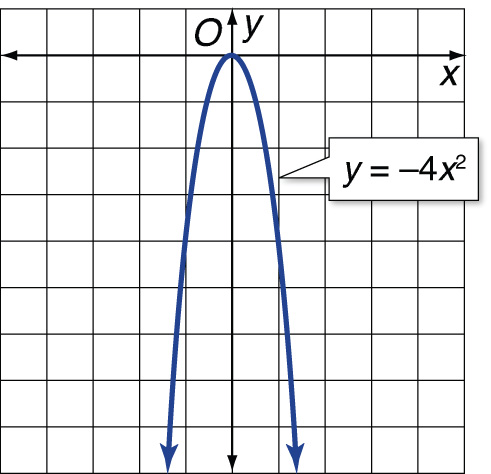 O y
x
y = –4x²